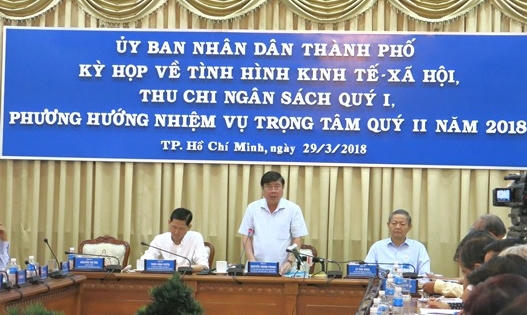 ỦY BAN NHÂN DÂN THÀNH PHỐ
KỲ HỌP VỀ TÌNH HÌNH KINH TẾ-XÃ HỘI,
THU CHI NGÂN SÁCH QUÝ I,
PHƯƠNG HƯỚNG NHIỆM VỤ TRỌNG TÂM QUÝ II NĂM 2018
TP. Hồ Chí Minh, ngày 29/3/2018